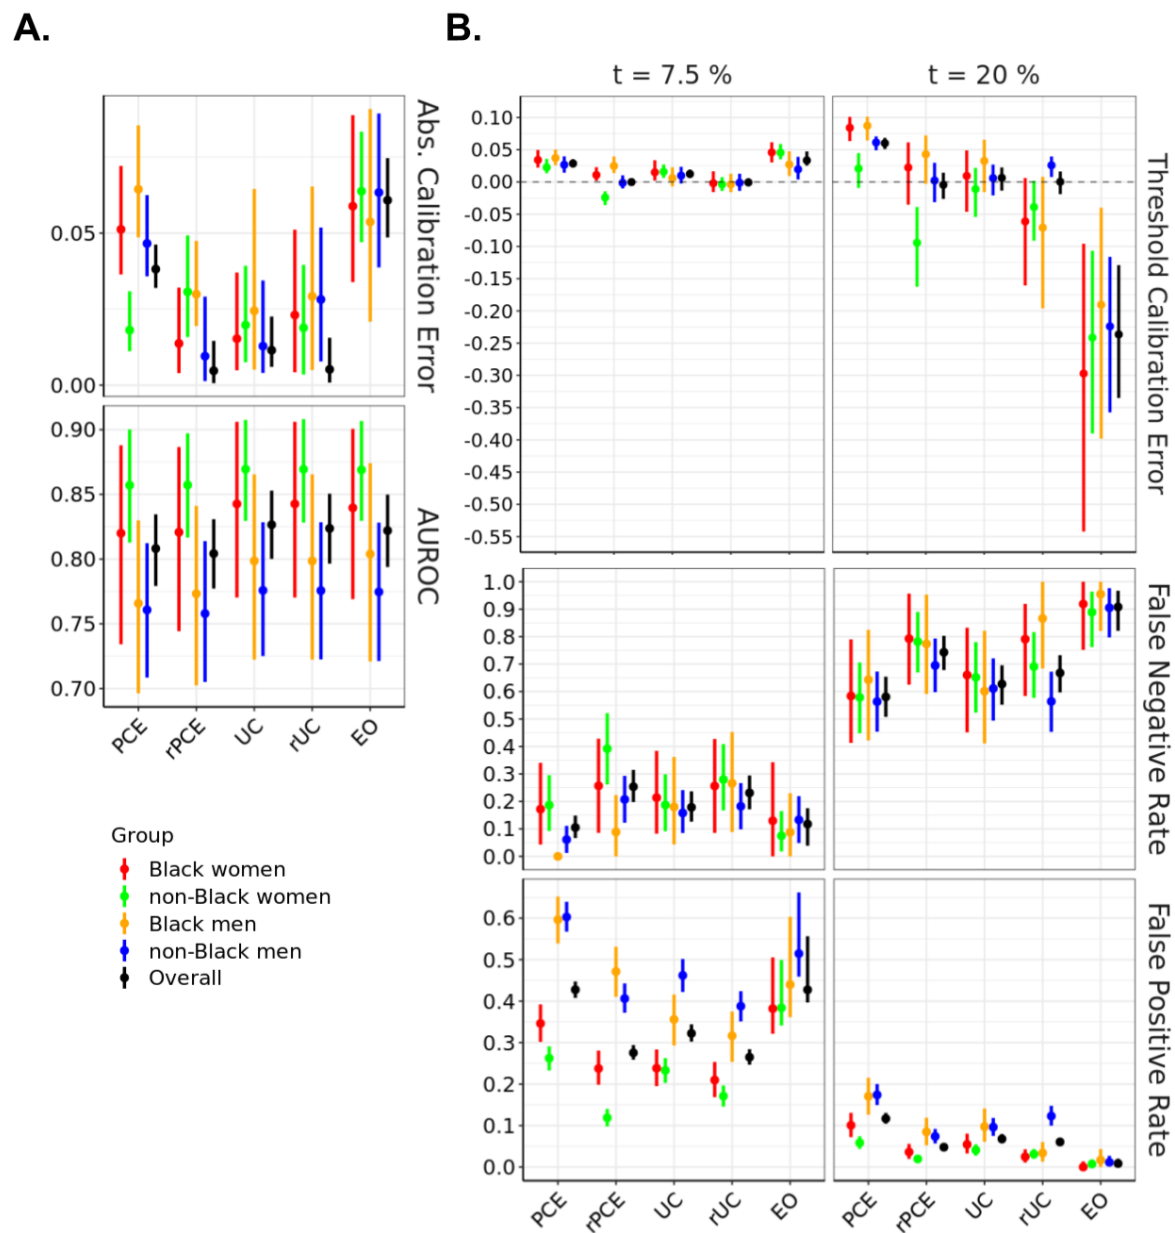 A.
Abs. Calibration Error
0.05
0.00
AUROC
0.90
0.85
0.80
0.75
0.70
PCE rPCE UC rUC EO
Group
Black women
non-Black women
Black men
non-Black men
Overall
B.
t = 7.5 % t = 20 %
Threshold Calibration Error
0.10
0.05
0.00
-0.05
-0.10
-0.15
-0.20
-0.25
-0.30
-0.35
-0.40
-0.45
-0.50
-0.55
False Negative Rate
1.0
0.9
0.8
0.7
0.6
0.5
0.4
0.3
0.2
0.1
0.0
False Positive Rate
0.6
0.5
0.4
0.3
0.2
0.1
0.0
PCE rPCE UC rUC EO PCE rPCE UC rUC EO